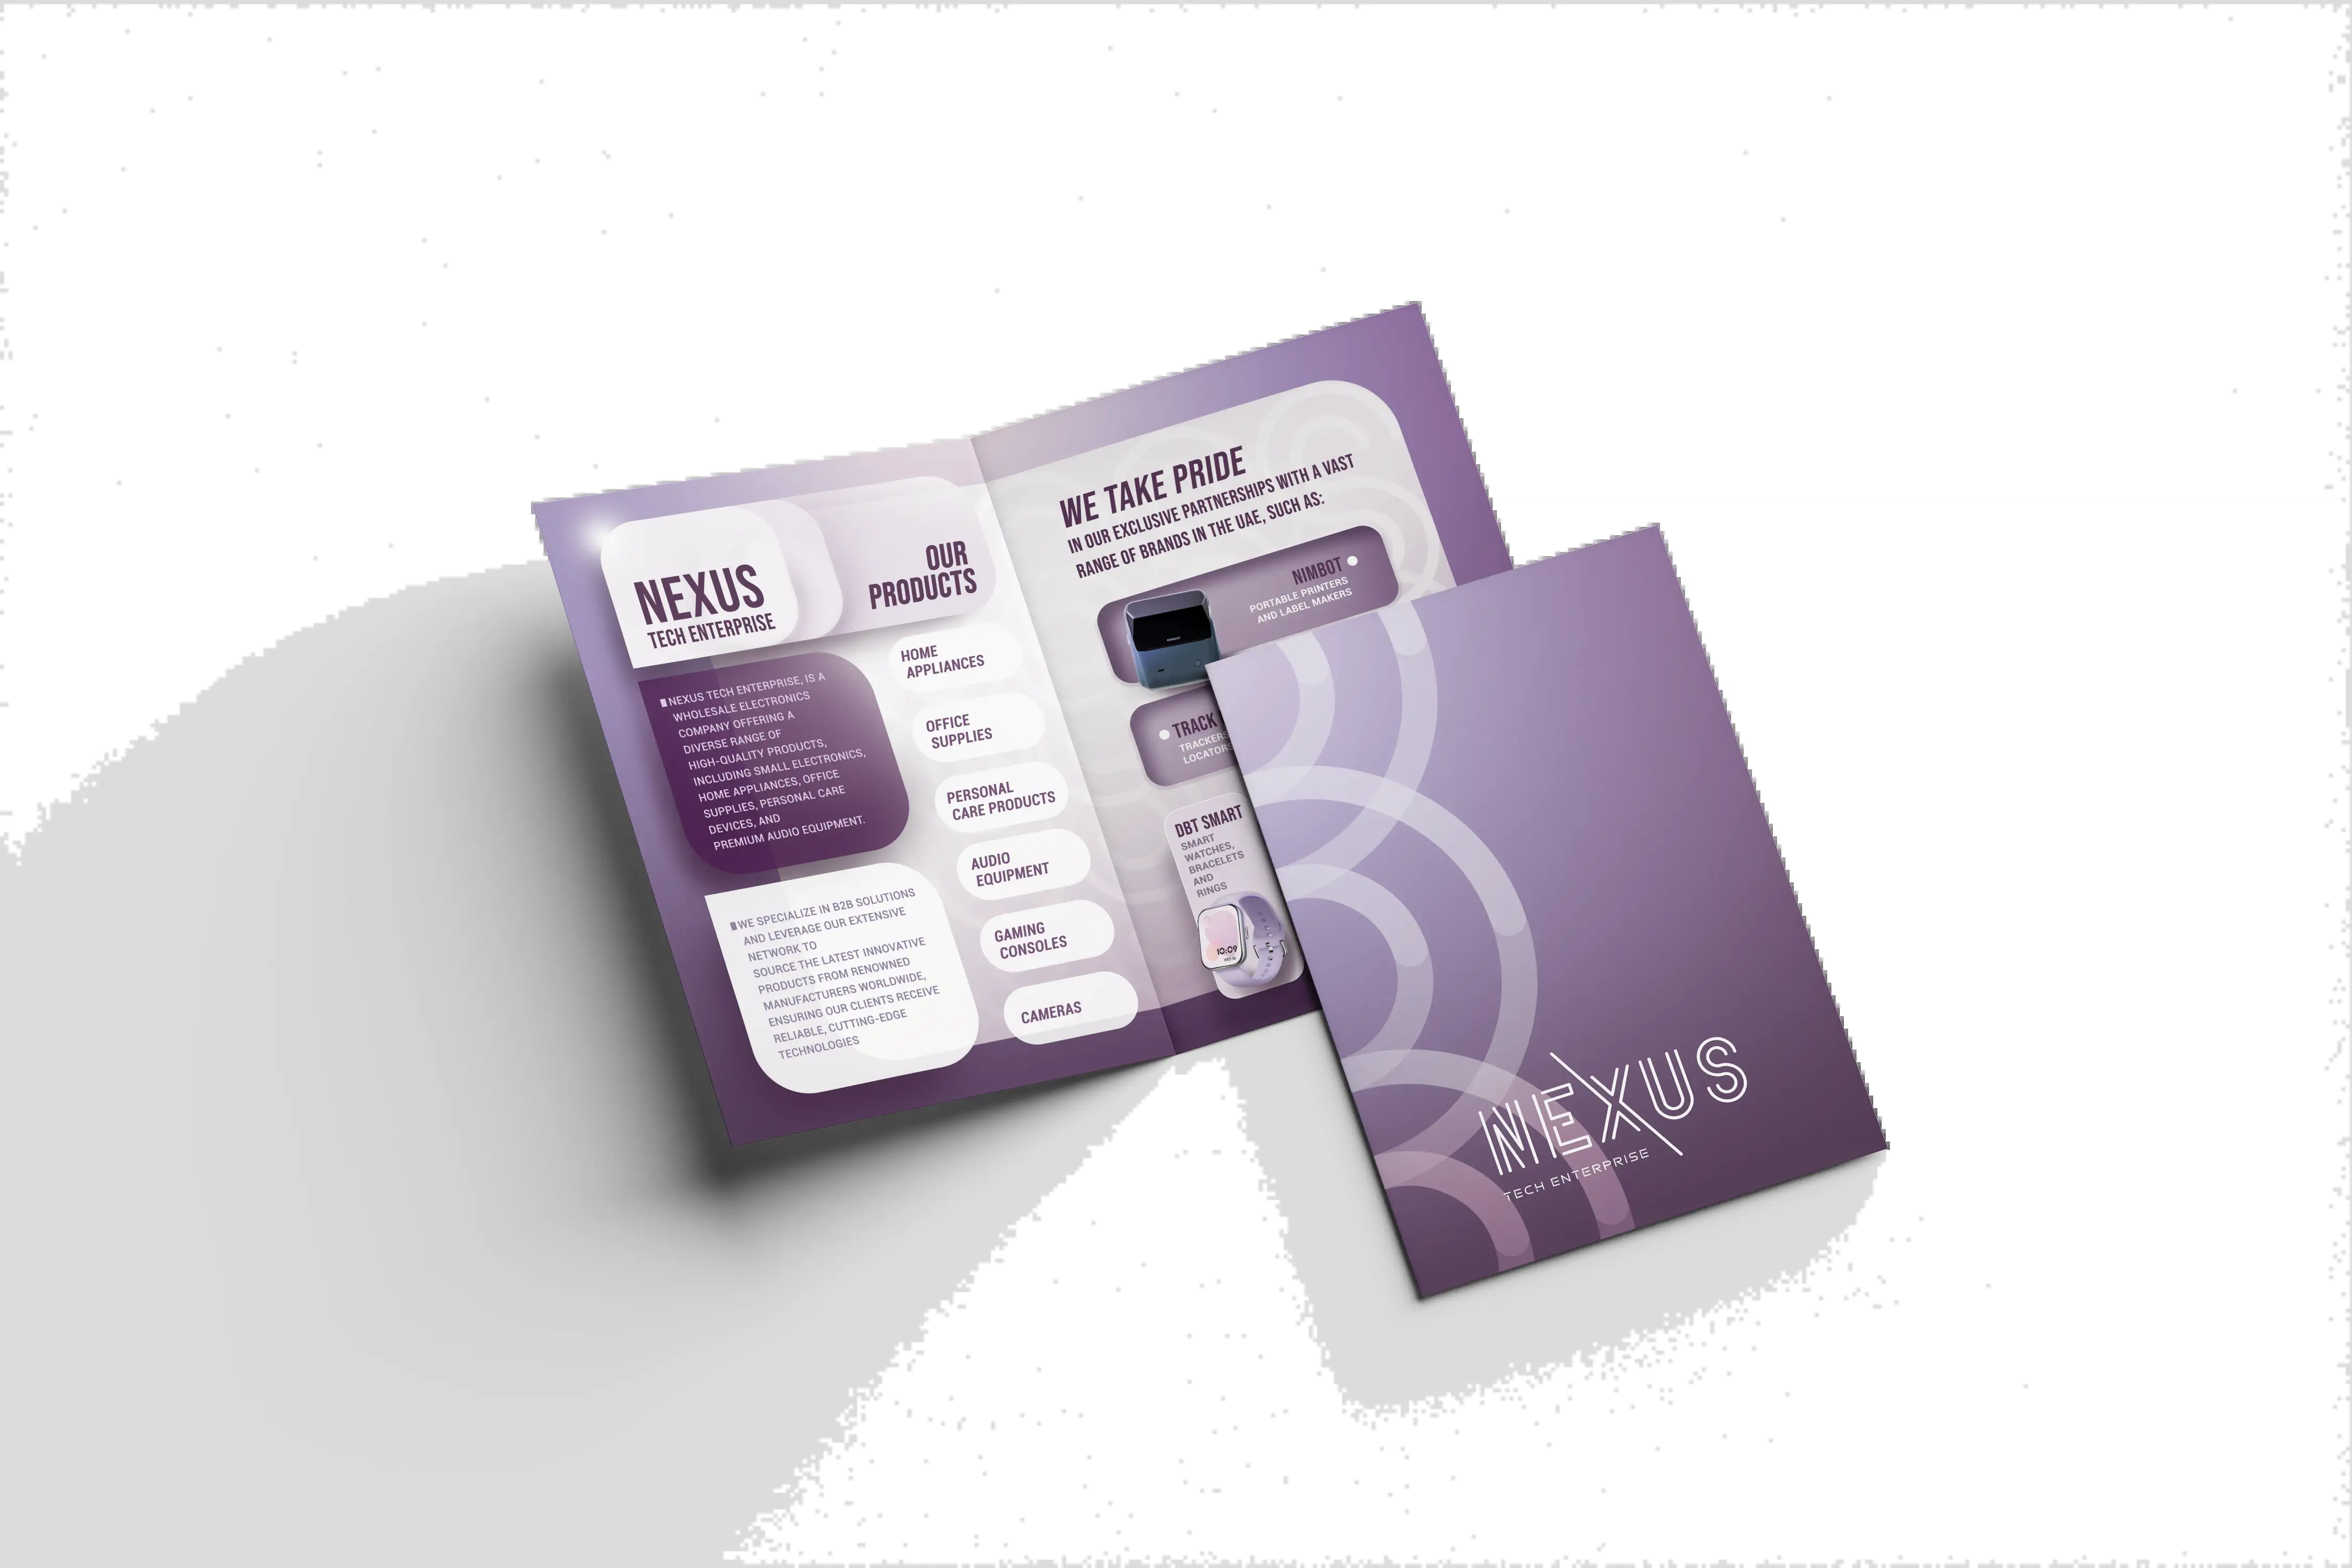 NEXUS
TECH ENTERPRISE
NEXUS TECH ENTERPRISE, IS A
WHOLESALE ELECTRONICS
COMPANY OFFERING A
DIVERSE RANGE OF
HIGH-QUALITY PRODUCTS,
INCLUDING SMALL ELECTRONICS,
HOME APPLIANCES, OFFICE
SUPPLIES, PERSONAL CARE
DEVICES, AND
PREMIUM AUDIO EQUIPMENT.
WE SPECIALIZE IN B2B SOLUTIONS
AND LEVERAGE OUR EXTENSIVE
NETWORK TO
SOURCE THE LATEST INNOVATIVE
PRODUCTS FROM RENOWNED
MANUFACTURERS WORLDWIDE,
ENSURING OUR CLIENTS RECEIVE
RELIABLE, CUTTING-EDGE
TECHNOLOGIES
OUR
PRODUCTS
HOME
APPLIANCES
OFFICE
SUPPLIES
PERSONAL
CARE PRODUCTS
AUDIO
EQUIPMENT
GAMING
CONSOLES
CAMERAS
WE TAKE PRIDE
IN OUR EXCLUSIVE PARTNERSHIPS WITH A VAST
RANGE OF BRANDS IN THE UAE, SUCH AS:
NIMBOT
PORTABLE PRINTERS
AND LABEL MAKERS
TRACK
TRACKERS
LOCATORS
DBT SMART
SMART
WATCHES,
BRACELETS
AND
RINGS
10:09
NEXUS
TECH ENTERPRISE